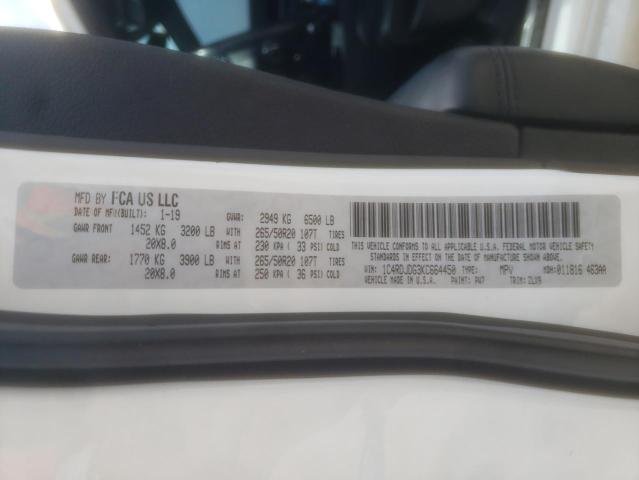 MFD BY FCA US LLC
DATE OF MFR(BUILT): 1-19 GVWR: 2949 KG 6500 LB
GAWR FRONT 1452 KG 3200 LB WITH 265/50R20 107T
20X8.0 RIMS AT 230 KPA ( 33 PSI) COLD
GAWR REAR: 1770 KG 3900 LB WITH 265/50R20 107T
20X8.0 RIMS AT 250 KPA ( 36 PSI) COLD
THIS VEHICLE CONFORMS TO ALL APPLICABLE U.S.A. FEDERAL MOTOR VEHICLE SAFETY
STANDARDS IN EFFECT ON THE DATE OF MANUFACTURE SHOWN ABOVE.
VIN: 1C4RDJDG3KC664450 TYPE: MPV MDH: 011816 463AA
VEHICLE MADE IN U.S.A. PAINT: PW7 TRIM: ZLX9